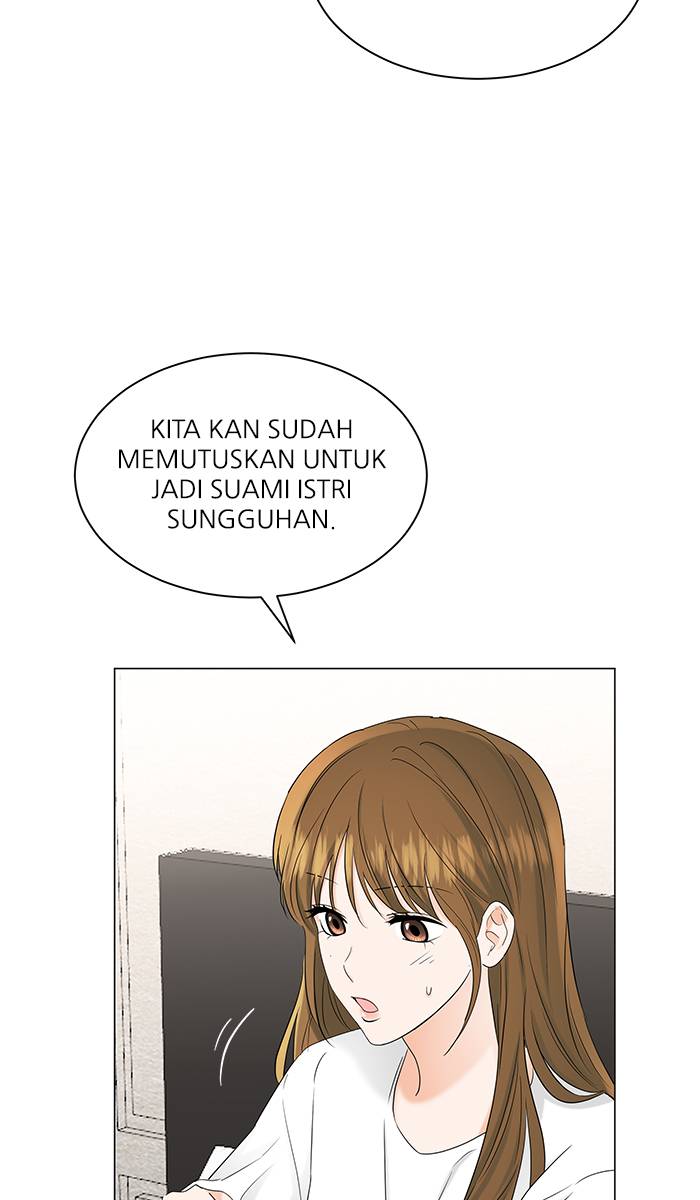 KITA KAN SUDAH
MEMUTUSKAN UNTUK
JADI SUAMI ISTRI
SUNGGUHAN.